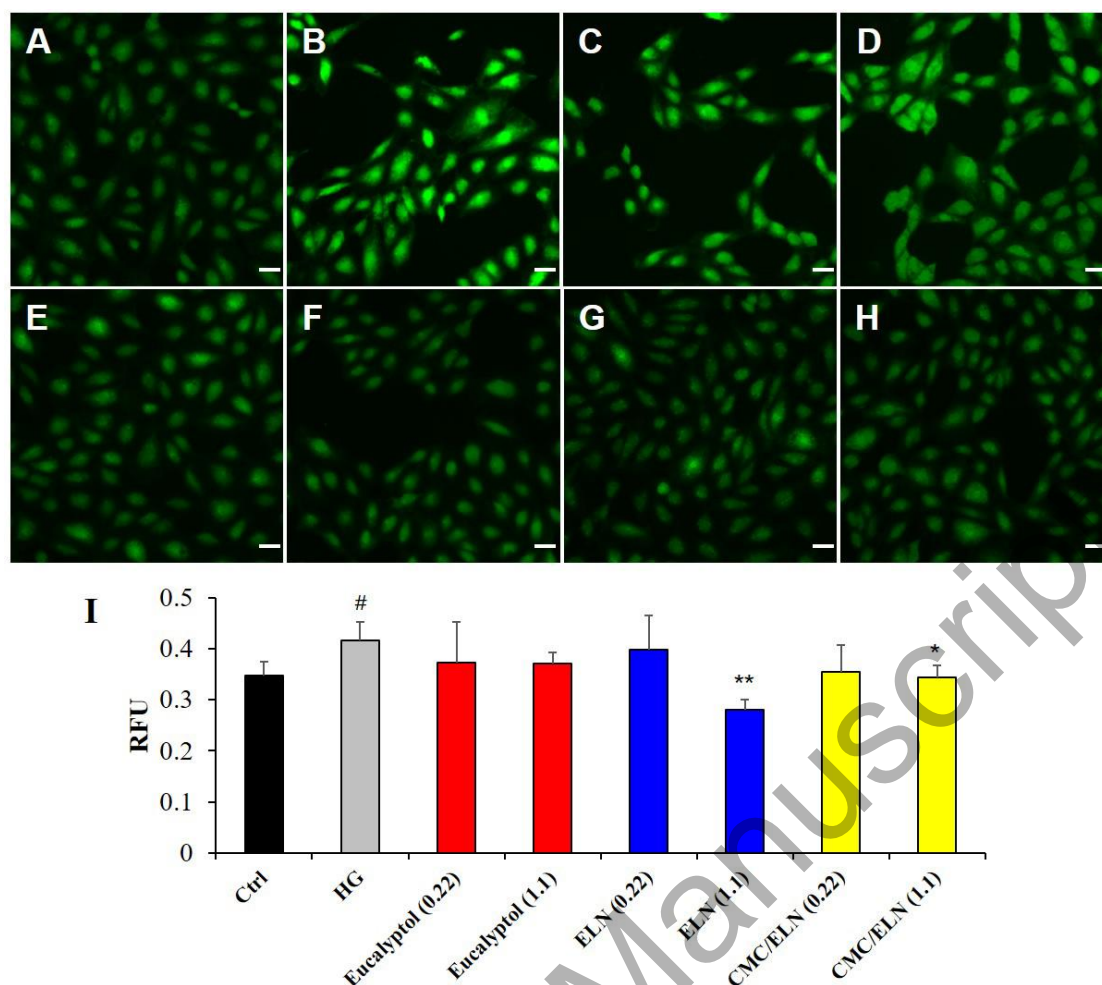 A B C D
E F G H
I
0.5
0.4
0.3
0.2
0.1
0
RFU
#
**
*
Ctrl
HG
Eucalyptol (0.22)
Eucalyptol (1.1)
ELN (0.22)
ELN (1.1)
CMC/ELN (0.22)
CMC/ELN (1.1)
Manuscrip